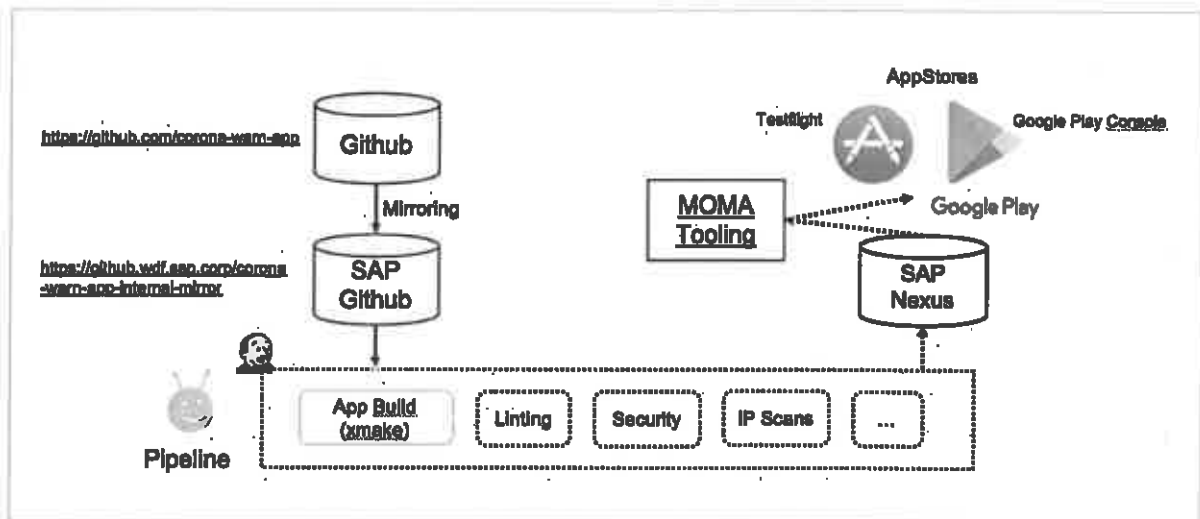 AppStores
Testflight
Google Play Console
https://github.com/corona-warn-app
Github
Mirroring
MOMA
Tooling
Google Play
https://github.wdf.sap.corp/corona
-warn-app-internal-mirror
SAP
Github
SAP
Nexus
App Build
(xmake)
Linting
Security
IP Scans
...
Pipeline